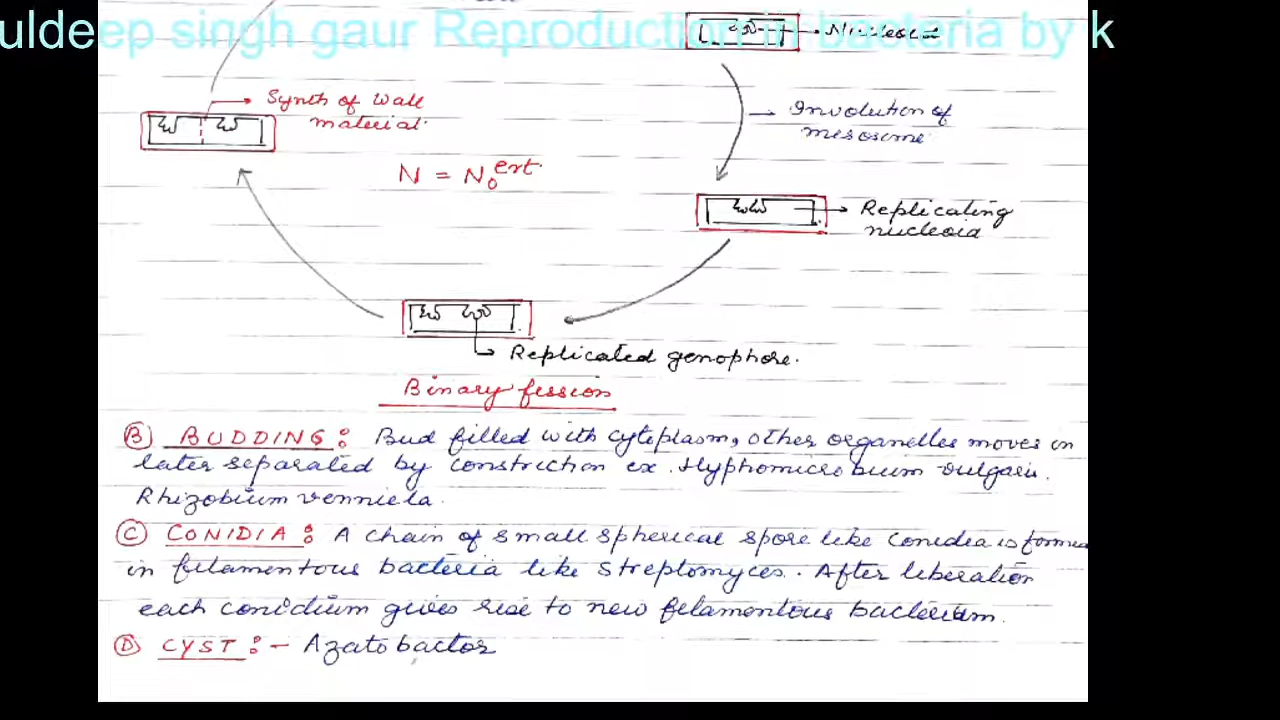 uldeep singh gaur Reproduction in bacteria by k
Nucleoid
Synth of wall
material.
Involution of
mesosome
N = N₀ ert.
Replicating
nucleoid
Replicated genophore.
Binary fission
(B) BUDDING: Bud filled with cytoplasm, other organelles moves in
later separated by constriction ex. Hyphomicrobium vulgaris.
Rhizobium
(C) CONIDIA: A chain of small spherical spore like conidia is formed
in filamentous bacteria like Streptomyces. After liberation
each conidium gives rise to new filamentous bacterium.
(D) CYST:- Azatobactor